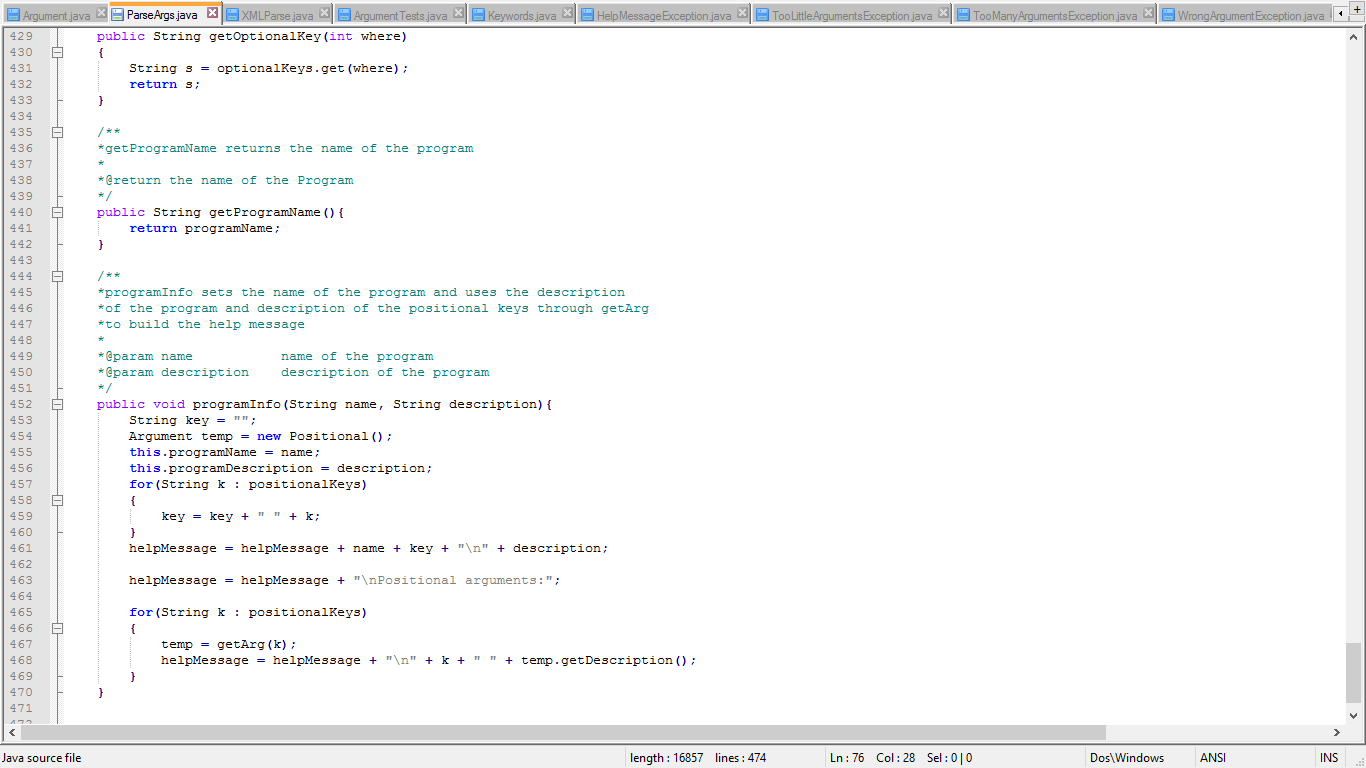 Argument.java ParseArgs.java XMLParse.java ArgumentTests.java Keywords.java HelpMessageException.java TooLittleArgumentsException.java TooManyArgumentsException.java WrongArgumentException.java
429 public String getOptionalKey(int where)
430 {
431 String s = optionalKeys.get(where);
432 return s;
433 }
434
435 /**
436 *getProgramName returns the name of the program
437 *
438 *@return the name of the Program
439 */
440 public String getProgramName(){
441 return programName;
442 }
443
444 /**
445 *programInfo sets the name of the program and uses the description
446 *of the program and description of the positional keys through getArg
447 *to build the help message
448 *
449 *@param name name of the program
450 *@param description description of the program
451 */
452 public void programInfo(String name, String description){
453 String key = "";
454 Argument temp = new Positional();
455 this.programName = name;
456 this.programDescription = description;
457 for(String k : positionalKeys)
458 {
459 key = key + " " + k;
460 }
461 helpMessage = helpMessage + name + key + "\n" + description;
462
463 helpMessage = helpMessage + "\nPositional arguments:";
464
465 for(String k : positionalKeys)
466 {
467 temp = getArg(k);
468 helpMessage = helpMessage + "\n" + k + " " + temp.getDescription();
469 }
470 }
471
Java source file length : 16857 lines : 474 Ln : 76 Col : 28 Sel : 0 | 0 Dos\Windows ANSI INS